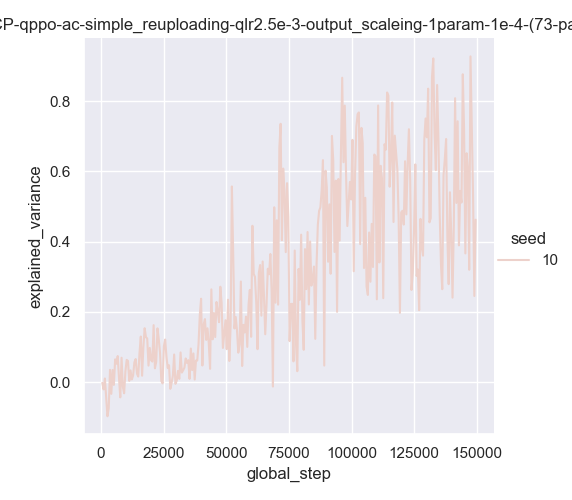 CP-qppo-ac-simple_reuploading-qlr2.5e-3-output_scaleing-1param-1e-4-(73-pa
explained_variance
0.8
0.6
0.4
0.2
0.0
0 25000 50000 75000 100000 125000 150000
global_step
seed
10